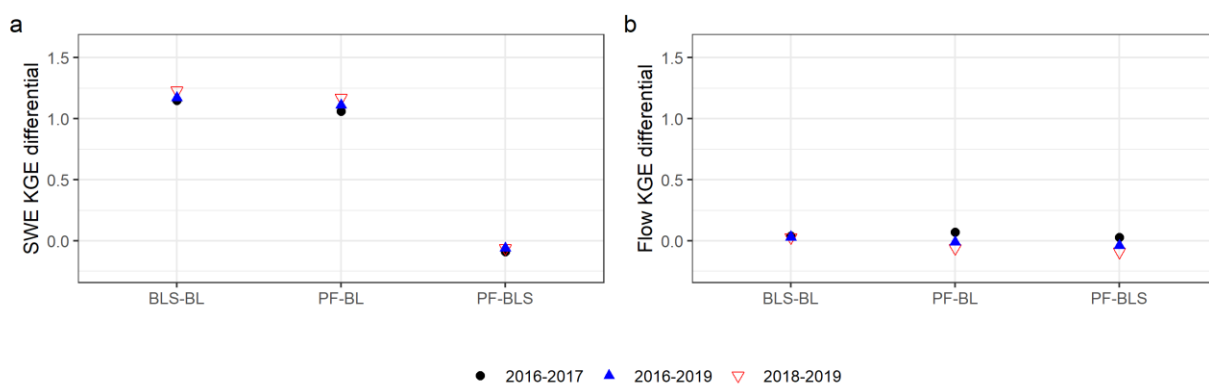 a
SWE KGE differential
1.5
1.0
0.5
0.0
BLS-BL PF-BL PF-BLS
b
Flow KGE differential
1.5
1.0
0.5
0.0
BLS-BL PF-BL PF-BLS
2016-2017 2016-2019 2018-2019